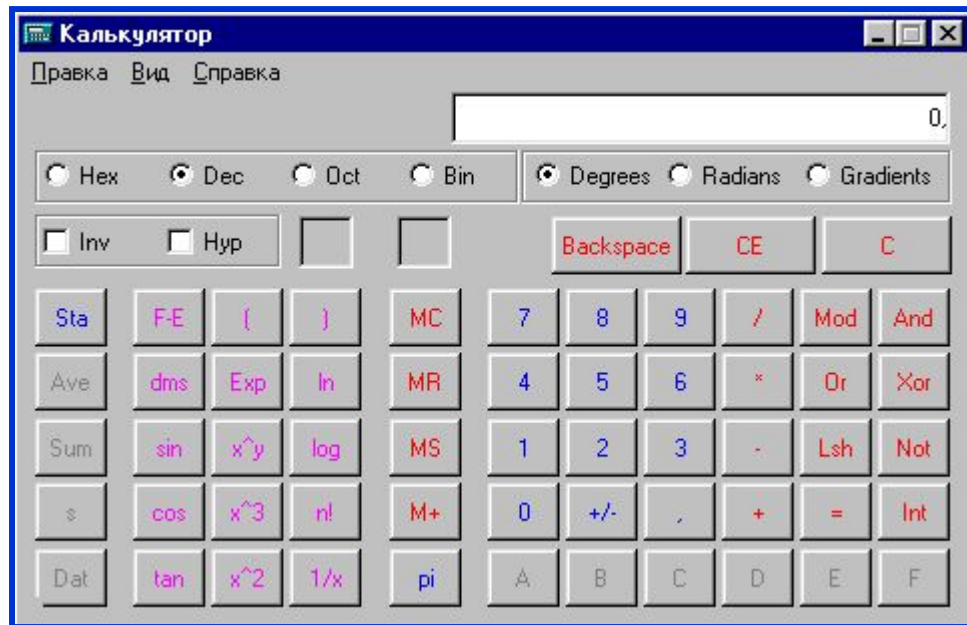 Калькулятор
Правка Вид Справка
0,
Hex Dec Oct Bin Degrees Radians Gradients
Inv Hyp Backspace CE C
Sta F-E ( ) MC 7 8 9 / Mod And
Ave dms Exp ln MR 4 5 6 * Or Xor
Sum sin x^y log MS 1 2 3 - Lsh Not
s cos x^3 n! M+ 0 +/- , + = Int
Dat tan x^2 1/x pi A B C D E F